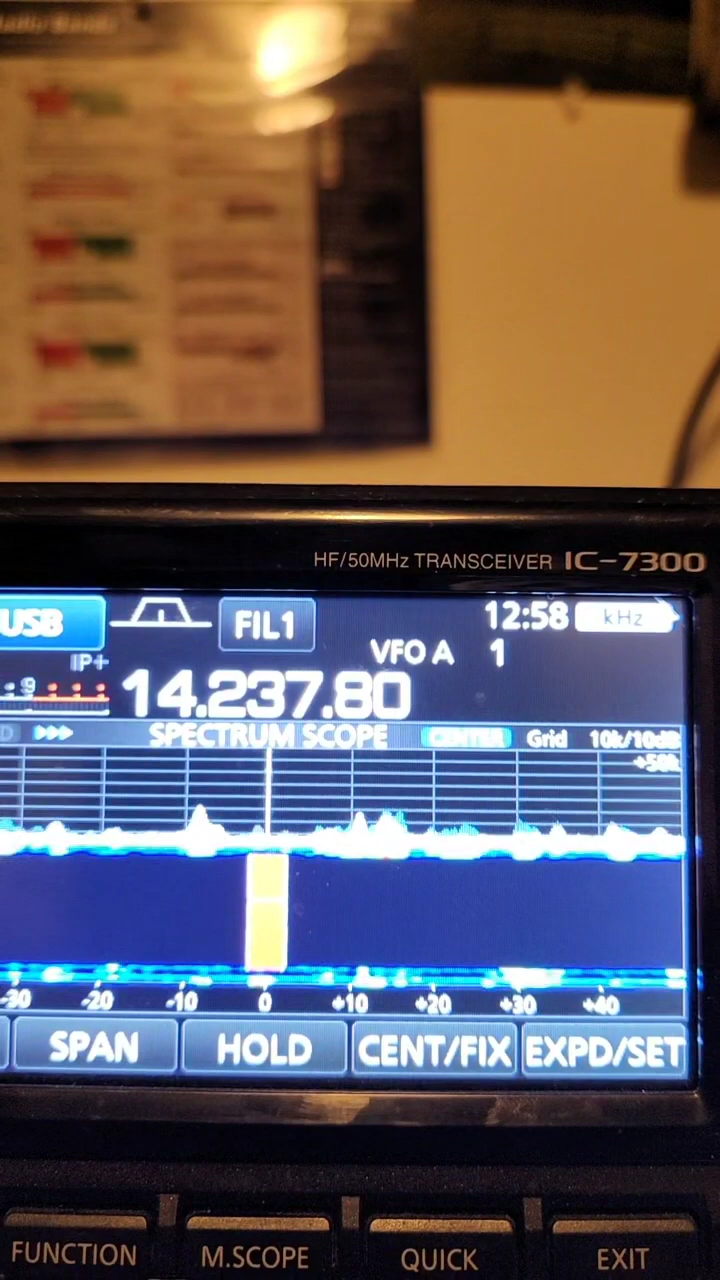 HF/50MHz TRANSCEIVER IC-7300
USB FIL1 12:58 kHz
VFO A 1
IP+
9 14.237.80
SPECTRUM SCOPE CENTER Grid 10k/10dB
+50k
-30 -20 -10 0 +10 +20 +30 +40
SPAN HOLD CENT/FIX EXPD/SET
FUNCTION M.SCOPE QUICK EXIT